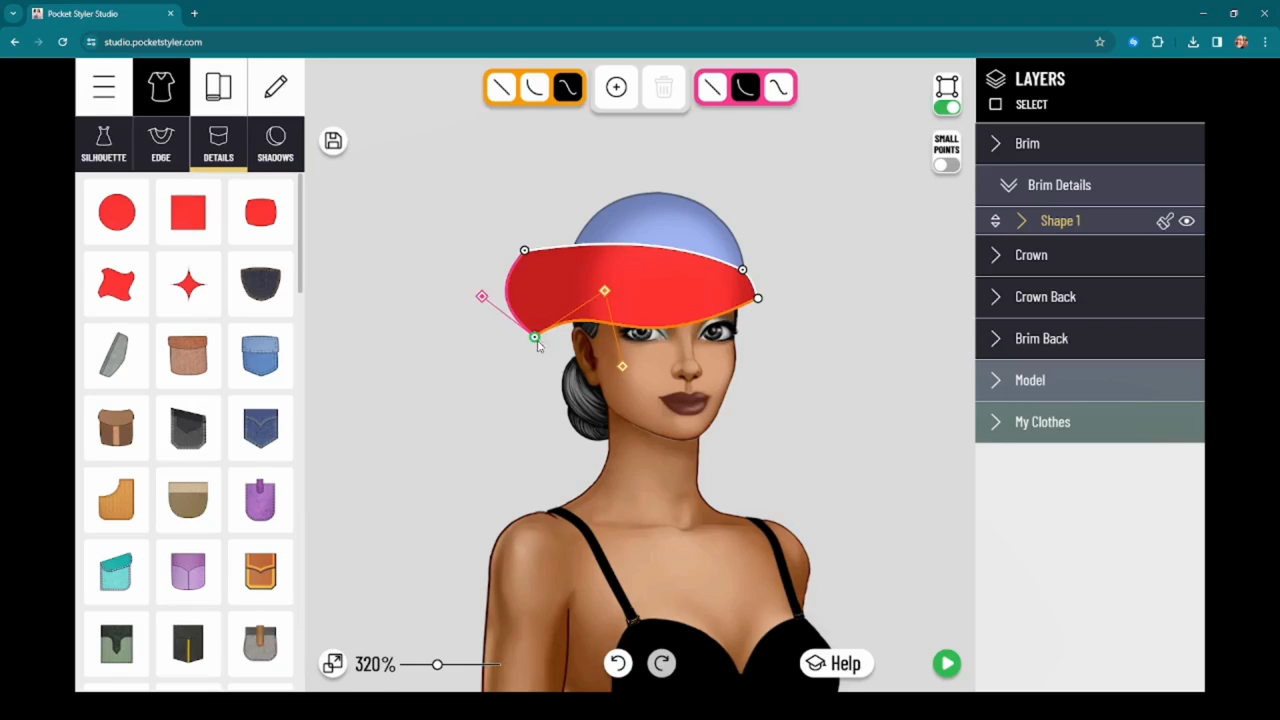 Pocket Styler Studio
studio.pocketstyler.com
SILHOUETTE
EDGE
DETAILS
SHADOWS
SMALL
POINTS
LAYERS
SELECT
Brim
Brim Details
Shape 1
Crown
Crown Back
Brim Back
Model
My Clothes
320%
Help